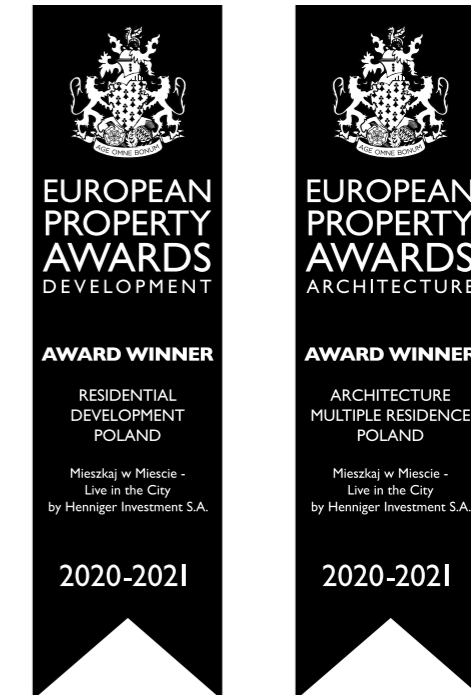 AGE OMNE BONUM
EUROPEAN
PROPERTY
AWARDS
DEVELOPMENT
AWARD WINNER
RESIDENTIAL
DEVELOPMENT
POLAND
Mieszkaj w Miescie -
Live in the City
by Henniger Investment S.A.
2020-2021
AGE OMNE BONUM
EUROPEAN
PROPERTY
AWARDS
ARCHITECTURE
AWARD WINNER
ARCHITECTURE
MULTIPLE RESIDENCE
POLAND
Mieszkaj w Miescie -
Live in the City
by Henniger Investment S.A.
2020-2021